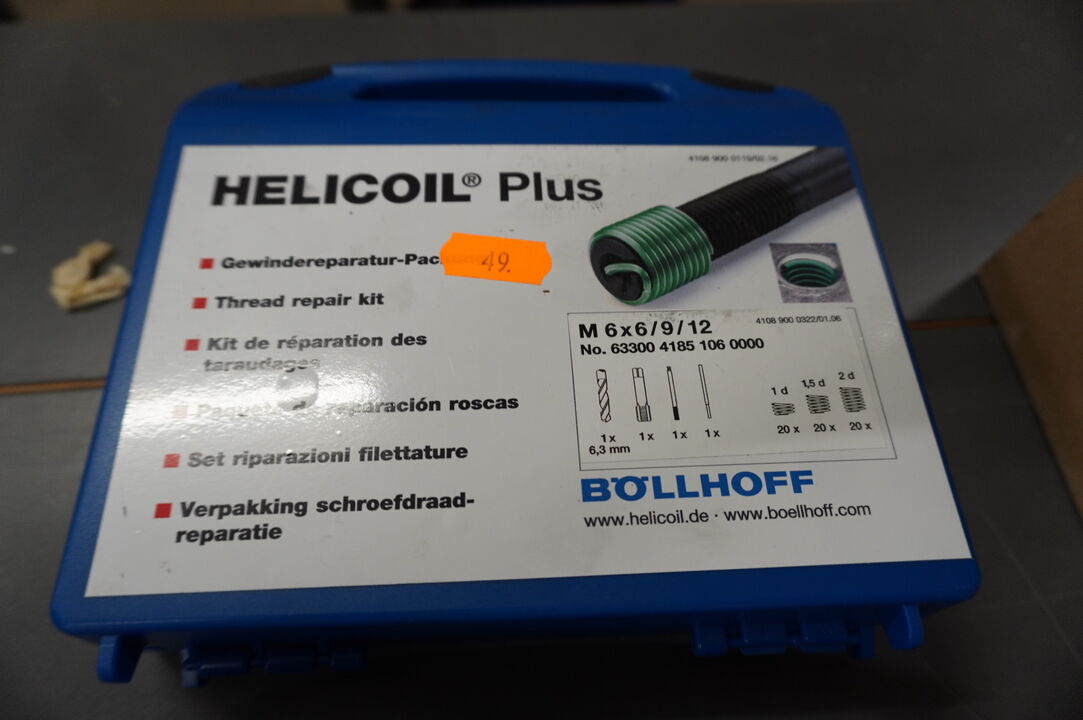 4108 900 0119/02.16
HELICOIL® Plus
Gewindereparatur-Pac
49.
Thread repair kit
Kit de réparation des
taraudages
Paquet de reparación roscas
Set riparazioni filettature
Verpakking schroefdraad-
reparatie
M 6x6/9/12
4108 900 0322/01.06
No. 63300 4185 106 0000
1 d 1,5 d 2 d
1x 1x 1x 1x 20 x 20 x 20 x
6,3 mm
BÖLLHOFF
www.helicoil.de · www.boellhoff.com